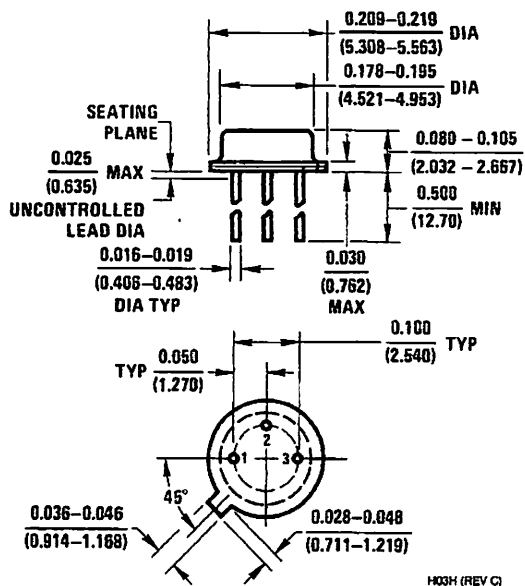 0.209–0.219
(5.308-5.563)
DIA
0.178–0.195
(4.521-4.953)
DIA
SEATING
PLANE
0.025
(0.635)
MAX
UNCONTROLLED
LEAD DIA
0.080 – 0.105
(2.032 – 2.667)
0.500
(12.70)
MIN
0.016–0.019
(0.406-0.483)
DIA TYP
0.030
(0.762)
MAX
0.100
(2.540)
TYP
TYP
0.050
(1.270)
2
1
3
45°
0.036-0.046
(0.914-1.168)
0.028-0.048
(0.711-1.219)
H03H (REV C)